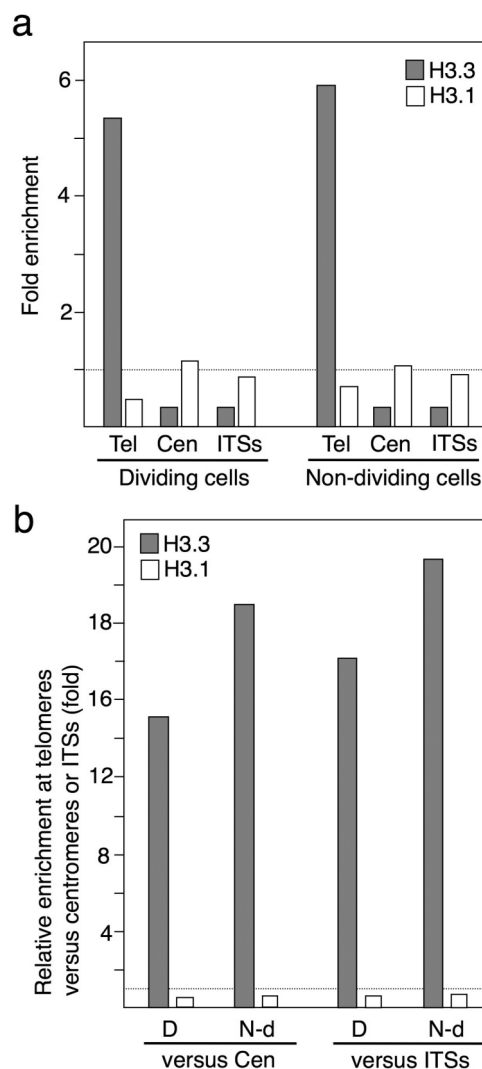 a
6
4
2
Fold enrichment
H3.3
H3.1
Tel Cen ITSs Tel Cen ITSs
Dividing cells Non-dividing cells
b
20
18
16
12
8
4
Relative enrichment at telomeres
versus centromeres or ITSs (fold)
H3.3
H3.1
D N-d D N-d
versus Cen versus ITSs